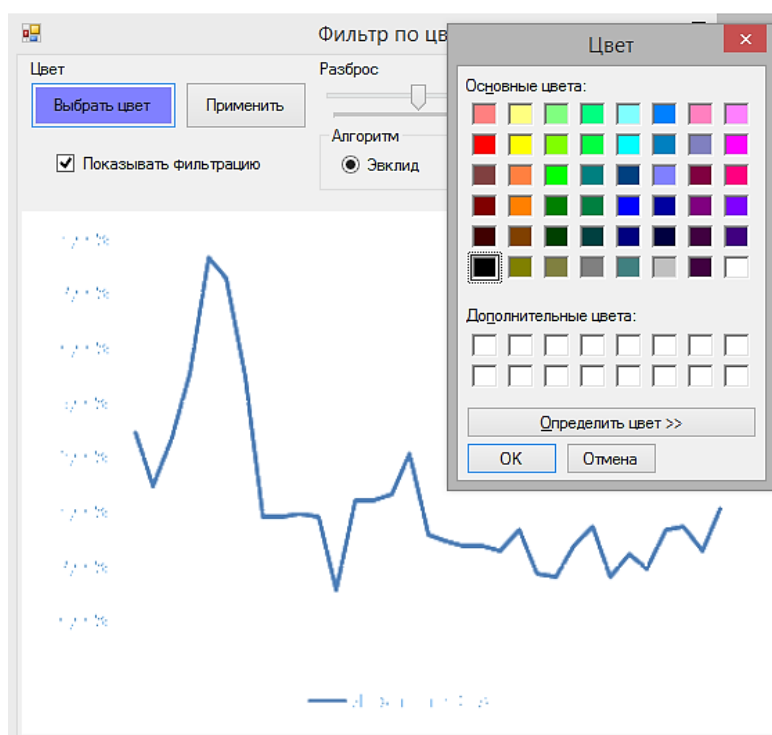 Фильтр по цв
Цвет
Разброс
Выбрать цвет
Применить
Алгоритм
Показывать фильтрацию
Эвклид
Цвет
Основные цвета:
Дополнительные цвета:
Определить цвет >>
OK
Отмена